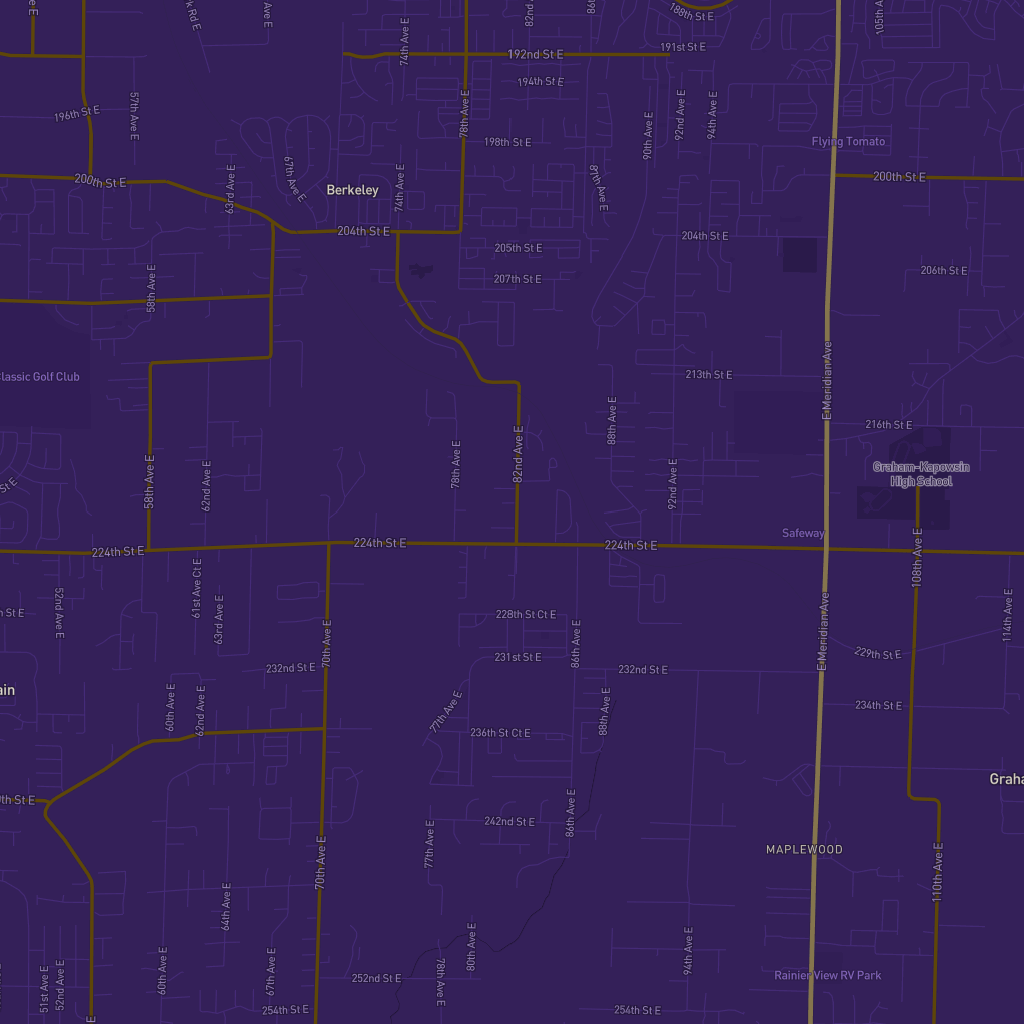 74th Ave E
188th St E
105th A
192nd St E
191st St E
194th St E
57th Ave E
196th St E
78th Ave E
92nd Ave E
94th Ave E
90th Ave E
198th St E
Flying Tomato
200th St E
200th St E
67th Ave E
63rd Ave E
Berkeley
74th Ave E
87th Ave E
204th St E
204th St E
205th St E
58th Ave E
207th St E
206th St E
Classic Golf Club
213th St E
E Meridian Ave
88th Ave E
216th St E
58th Ave E
62nd Ave E
78th Ave E
82nd Ave E
92nd Ave E
Graham-Kapowsin
High School
St E
Safeway
224th St E
224th St E
224th St E
108th Ave E
61st Ave Ct E
52nd Ave E
63rd Ave E
228th St Ct E
114th Ave E
St E
70th Ave E
86th Ave E
E Meridian Ave
231st St E
229th St E
232nd St E
232nd St E
ain
60th Ave E
62nd Ave E
77th Ave E
88th Ave E
234th St E
236th St Ct E
Graha
th St E
86th Ave E
242nd St E
77th Ave E
70th Ave E
MAPLEWOOD
110th Ave E
64th Ave E
80th Ave E
94th Ave E
51st Ave E
52nd Ave E
60th Ave E
67th Ave E
252nd St E
78th Ave E
Rainier View RV Park
254th St E
254th St E